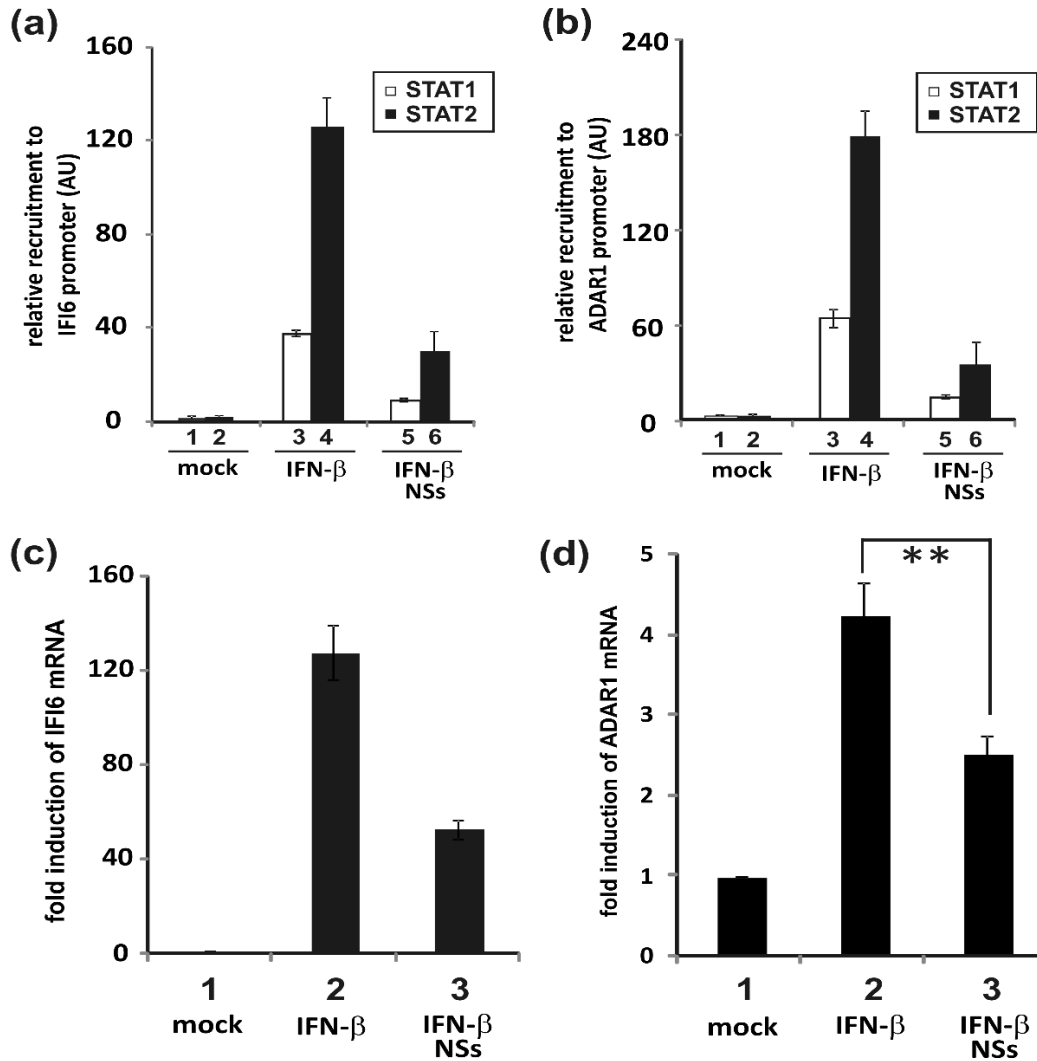 (a)
relative recruitment to
IFI6 promoter (AU)
160
120
80
40
0
STAT1
STAT2
1 2 3 4 5 6
mock IFN-β IFN-β
NSs
(b)
relative recruitment to
ADAR1 promoter (AU)
240
180
120
60
0
STAT1
STAT2
1 2 3 4 5 6
mock IFN-β IFN-β
NSs
(c)
fold induction of IFI6 mRNA
160
120
80
40
0
1 2 3
mock IFN-β IFN-β
NSs
(d)
fold induction of ADAR1 mRNA
5
4
3
2
1
0
**
1 2 3
mock IFN-β IFN-β
NSs